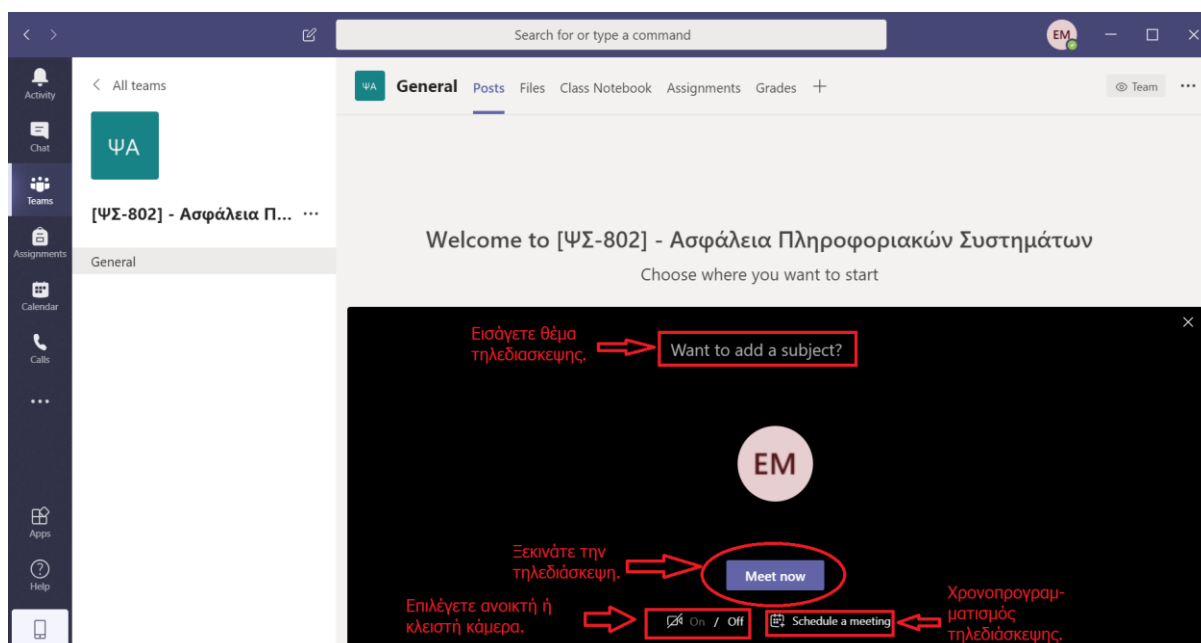 Search for or type a command
EM
Activity
Chat
Teams
Assignments
Calendar
Calls
Apps
Help
All teams
ΨΑ
[ΨΣ-802] - Ασφάλεια Π...
General
ΨΑ General Posts Files Class Notebook Assignments Grades
Team
Welcome to [ΨΣ-802] - Ασφάλεια Πληροφοριακών Συστημάτων
Choose where you want to start
Εισάγετε θέμα
τηλεδιασκεψης.
Want to add a subject?
EM
Ξεκινάτε την
τηλεδιάσκεψη.
Meet now
Επιλέγετε ανοικτή ή
κλειστή κάμερα.
On / Off
Schedule a meeting
Χρονοπρογραμ-
ματισμός
τηλεδιάσκεψης.